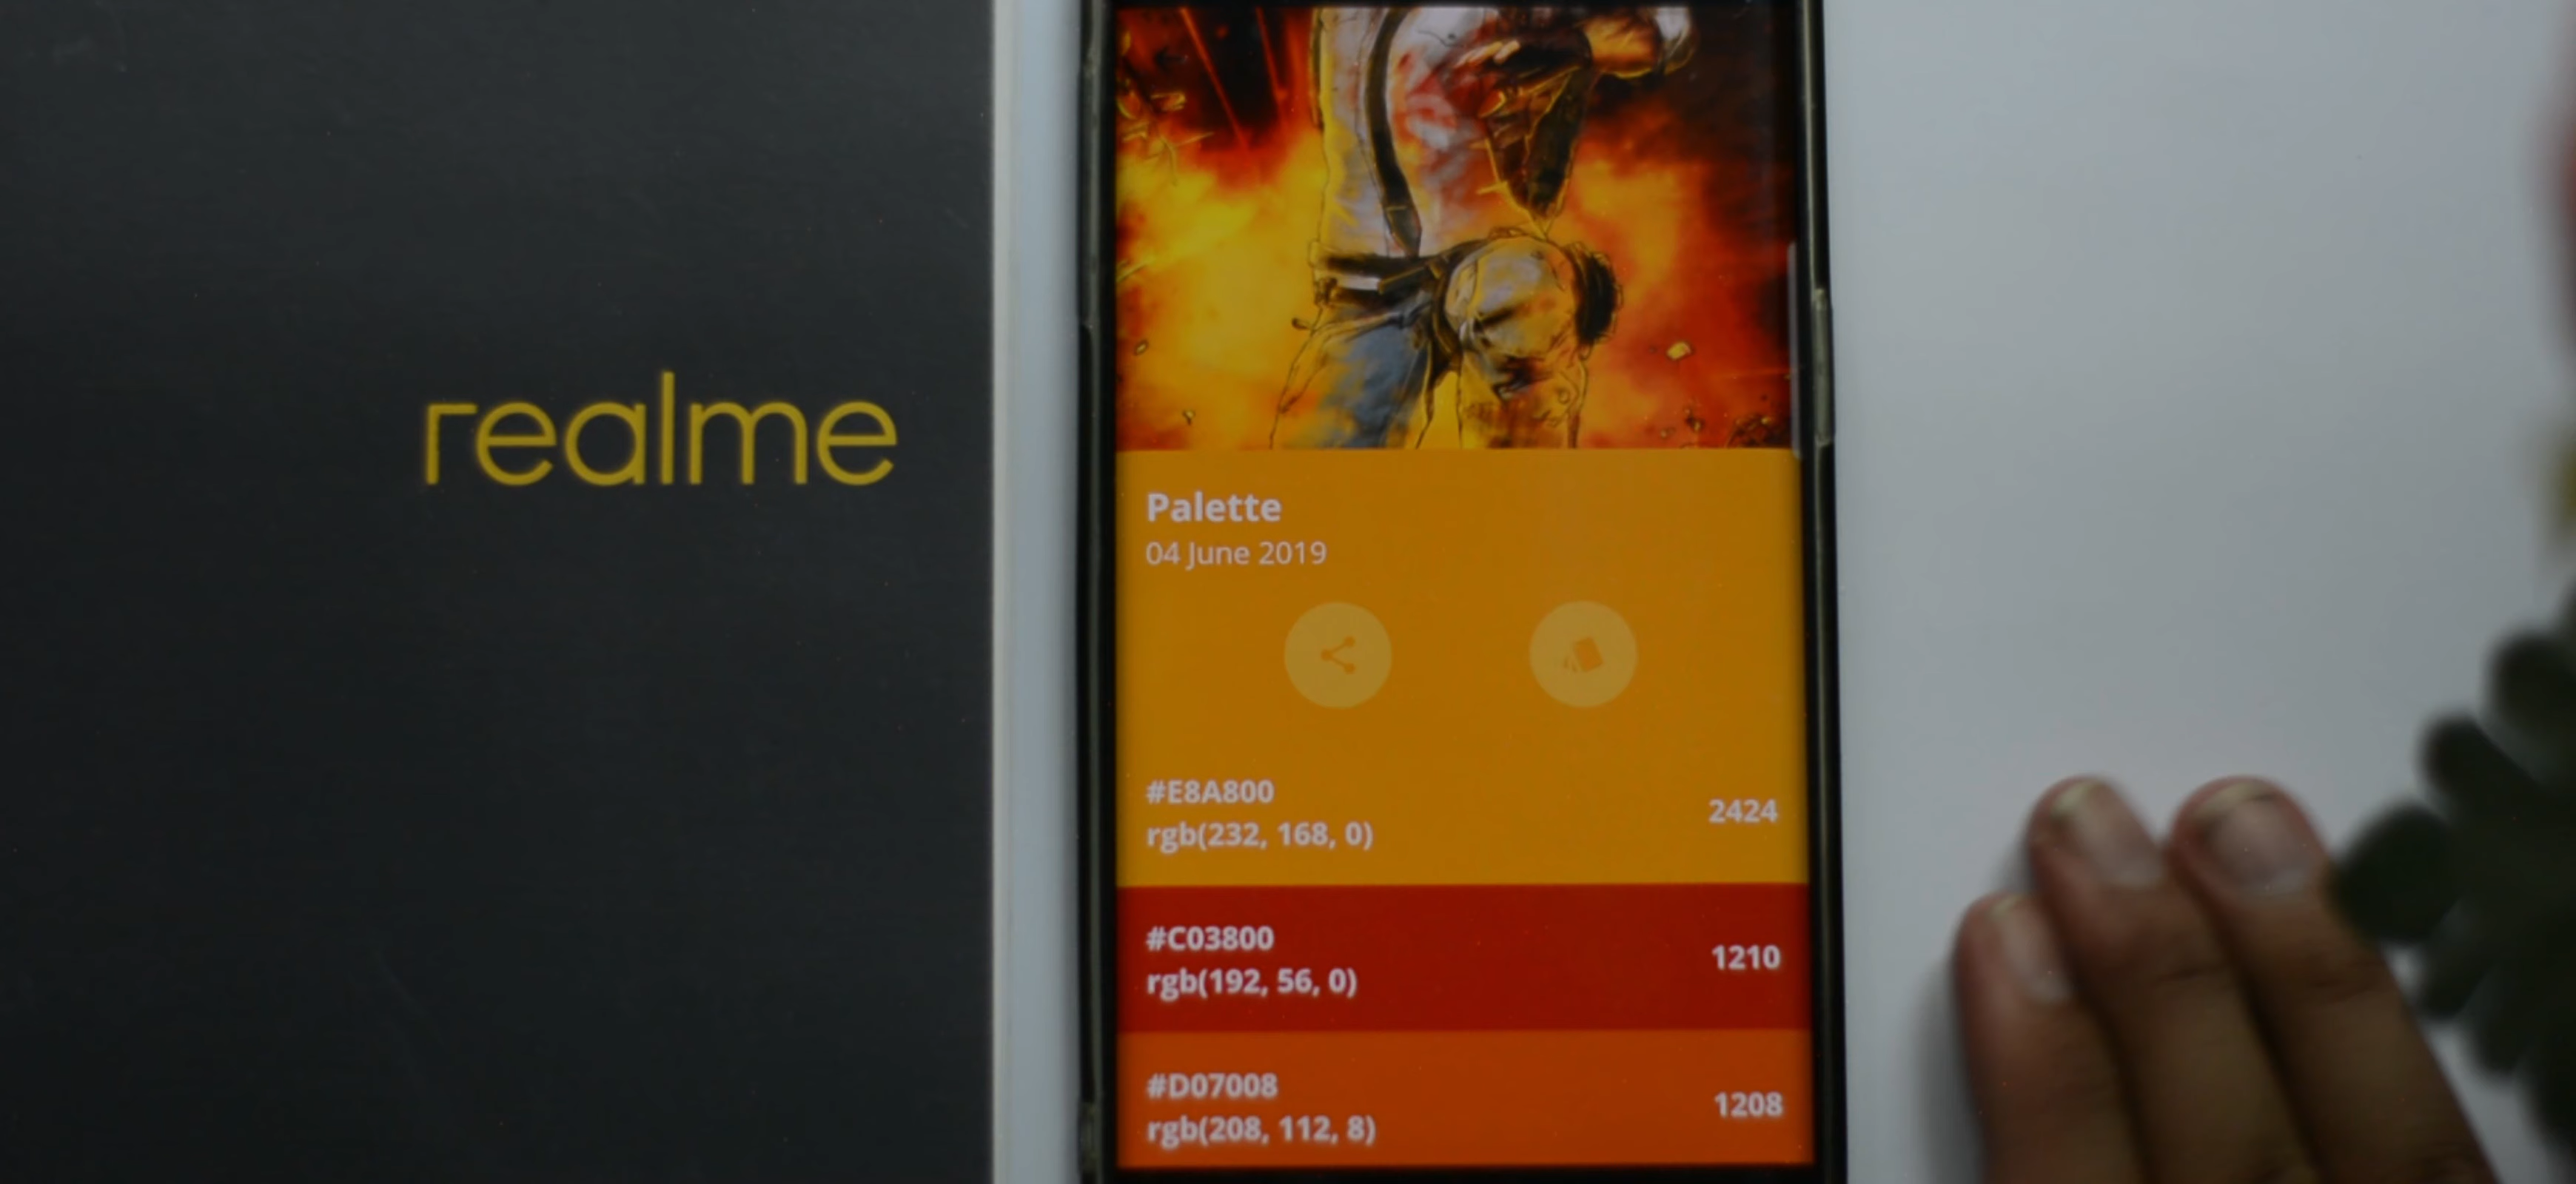 realme
Palette
04 June 2019
#E8A800
rgb(232, 168, 0)
2424
#C03800
rgb(192, 56, 0)
1210
#D07008
rgb(208, 112, 8)
1208